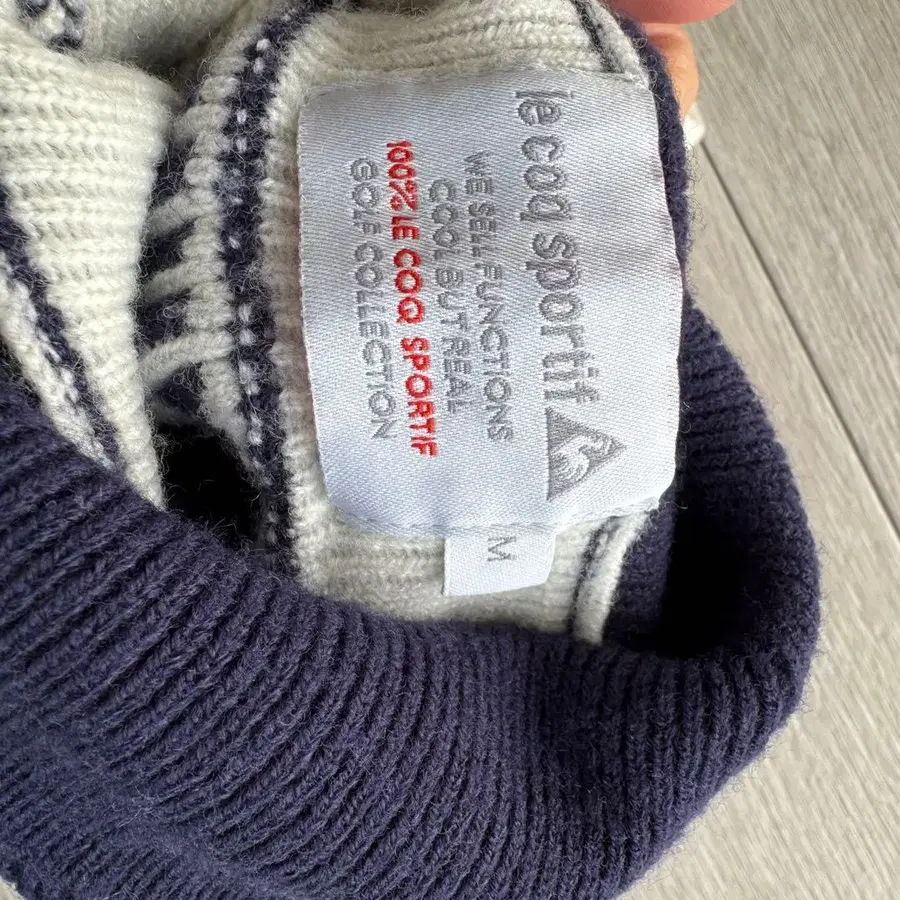 le coq sportif
WE SELL FUNCTIONS
COOL BUT REAL
100% LE COQ SPORTIF
GOLF COLLECTION
M